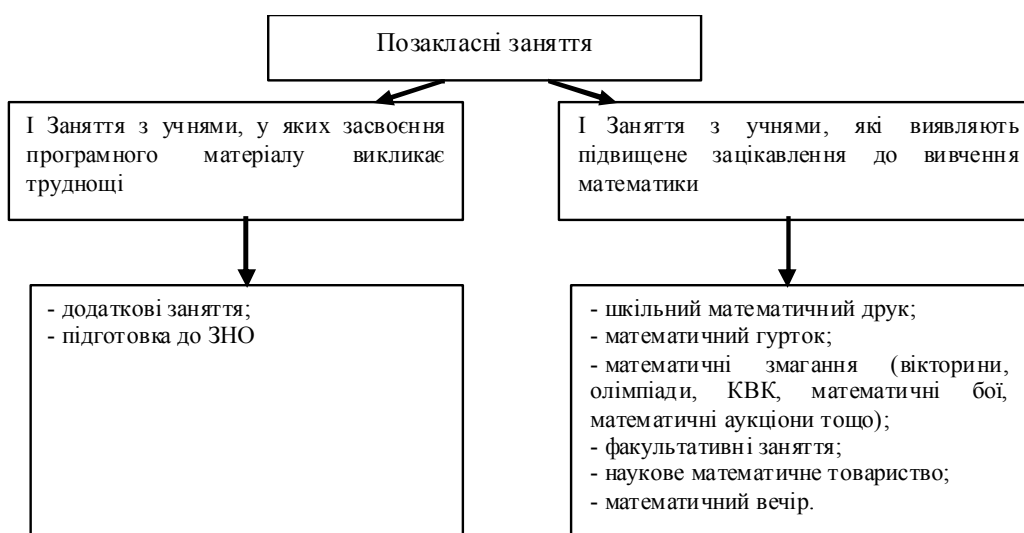 Позакласні заняття
І Заняття з учнями, у яких засвоєння
програмного матеріалу викликає
труднощі
І Заняття з учнями, які виявляють
підвищене зацікавлення до вивчення
математики
- додаткові заняття;
- підготовка до ЗНО
- шкільний математичний друк;
- математичний гурток;
- математичні змагання (вікторини,
олімпіади, КВК, математичні бої,
математичні аукціони тощо);
- факультативні заняття;
- наукове математичне товариство;
- математичний вечір.